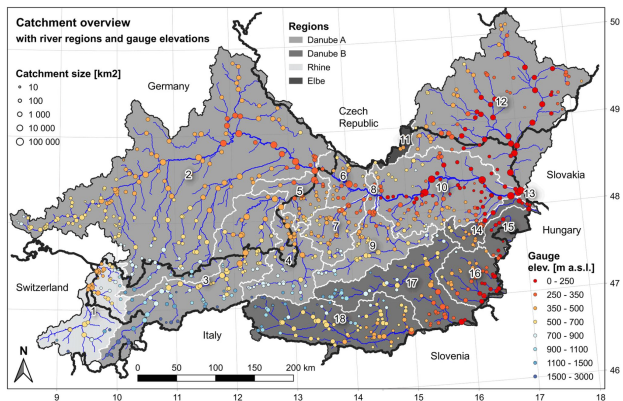 Catchment overview
with river regions and gauge elevations
Catchment size [km2]
10
100
1 000
10 000
100 000
Regions
Danube A
Danube B
Rhine
Elbe
Germany
Czech
Republic
Slovakia
Hungary
Switzerland
Italy
Slovenia
1
2
3
4
5
6
7
8
9
10
11
12
13
14
15
16
17
18
Gauge
elev. [m a.s.l.]
0 - 250
250 - 350
350 - 500
500 - 700
700 - 900
900 - 1100
1100 - 1500
1500 - 3000
N
0 50 100 150 200 km
9 10 11 12 13 14 15 16 17 18
50
49
48
47
46